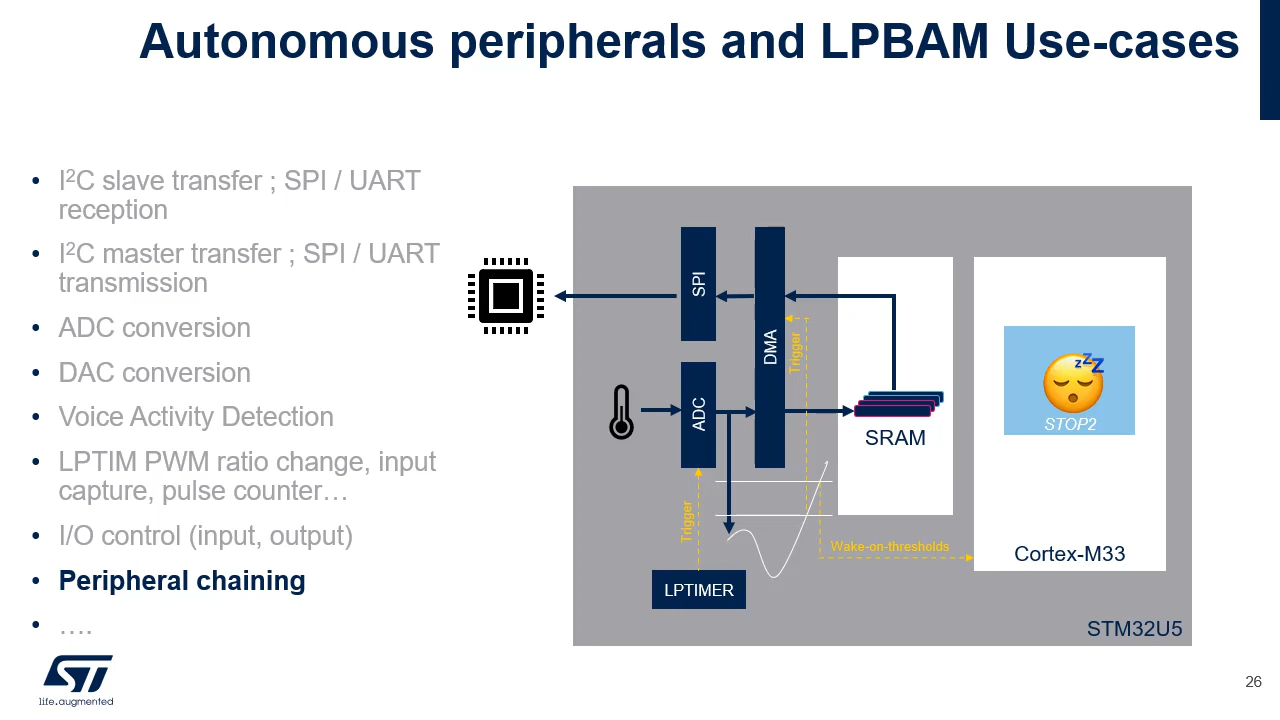 Autonomous peripherals and LPBAM Use-cases
• I²C slave transfer ; SPI / UART
reception
• I²C master transfer ; SPI / UART
transmission
• ADC conversion
• DAC conversion
• Voice Activity Detection
• LPTIM PWM ratio change, input
capture, pulse counter…
• I/O control (input, output)
• Peripheral chaining
• ….
SPI
DMA
Trigger
ADC
zzZ
STOP2
SRAM
Trigger
Wake-on-thresholds
Cortex-M33
LPTIMER
STM32U5
ST
life.augmented
26